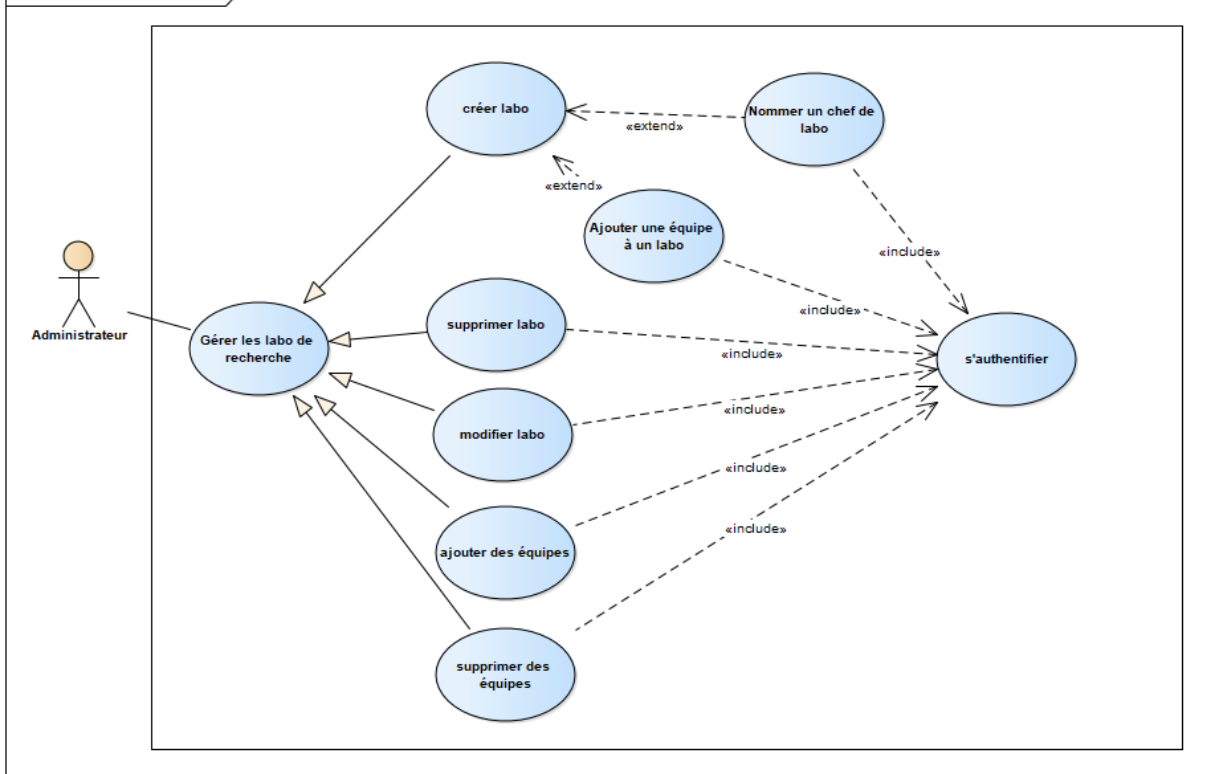 créer labo
Nommer un chef de
labo
«extend»
«extend»
Ajouter une équipe
à un labo
«include»
Administrateur
Gérer les labo de
recherche
supprimer labo
«include»
«include»
s'authentifier
modifier labo
«include»
ajouter des équipes
«include»
«include»
supprimer des
équipes